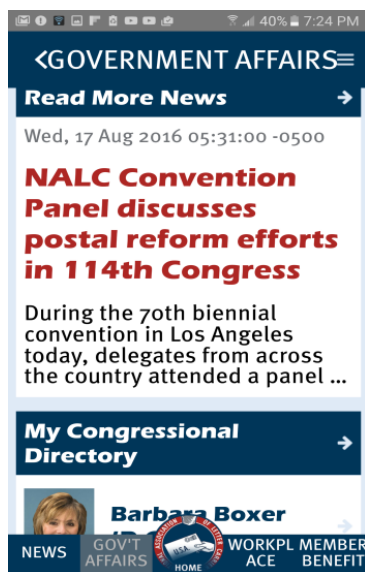 40% 7:24 PM
<GOVERNMENT AFFAIRS
Read More News
Wed, 17 Aug 2016 05:31:00 -0500
NALC Convention
Panel discusses
postal reform efforts
in 114th Congress
During the 70th biennial
convention in Los Angeles
today, delegates from across
the country attended a panel ...
My Congressional
Directory
Barbara Boxer
NEWS GOV'T AFFAIRS HOME WORKPL ACE MEMBER BENEFIT